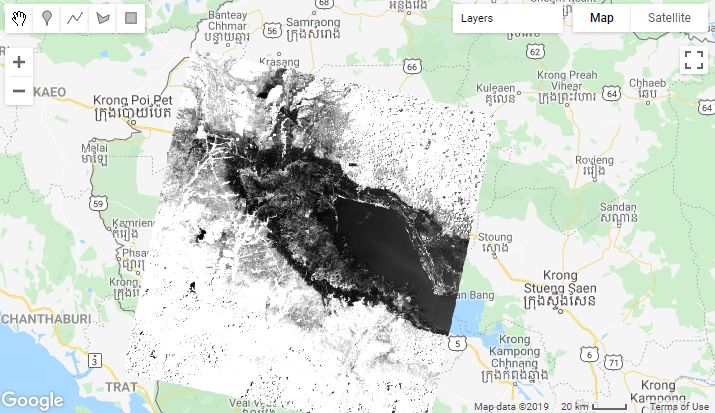 Banteay
Chhmar
បន្ទាយឆ្មារ
Samraong
ក្រុងសំរោង
68
56
Krasang
66
62
66
Layers
Map
Satellite
Choam Ksant
Krong Preah
Vihear
ក្រុងព្រះវិហារ
Kuleaen
គូលែន
Chhaeb
ឆែប
64
KAEO
Krong Poi Pet
ក្រុងប៉ោយប៉ែត
Malai
ម៉ាឡៃ
Rovieng
រវៀង
59
Kamrieng
កំរៀង
Sandan
សណ្ដាន់
Stoung
ស្ទោង
Krong
Stueng Saen
ក្រុងស្ទឹងសែន
CHANTHABURI
3
TRAT
5
Krong
Kampong
Chhnang
ក្រុងកំពង់ឆ្នាំង
6
71
Krong
Kampong
Veal Veaeng
Google
Map data ©2019
20 km
Terms of Use